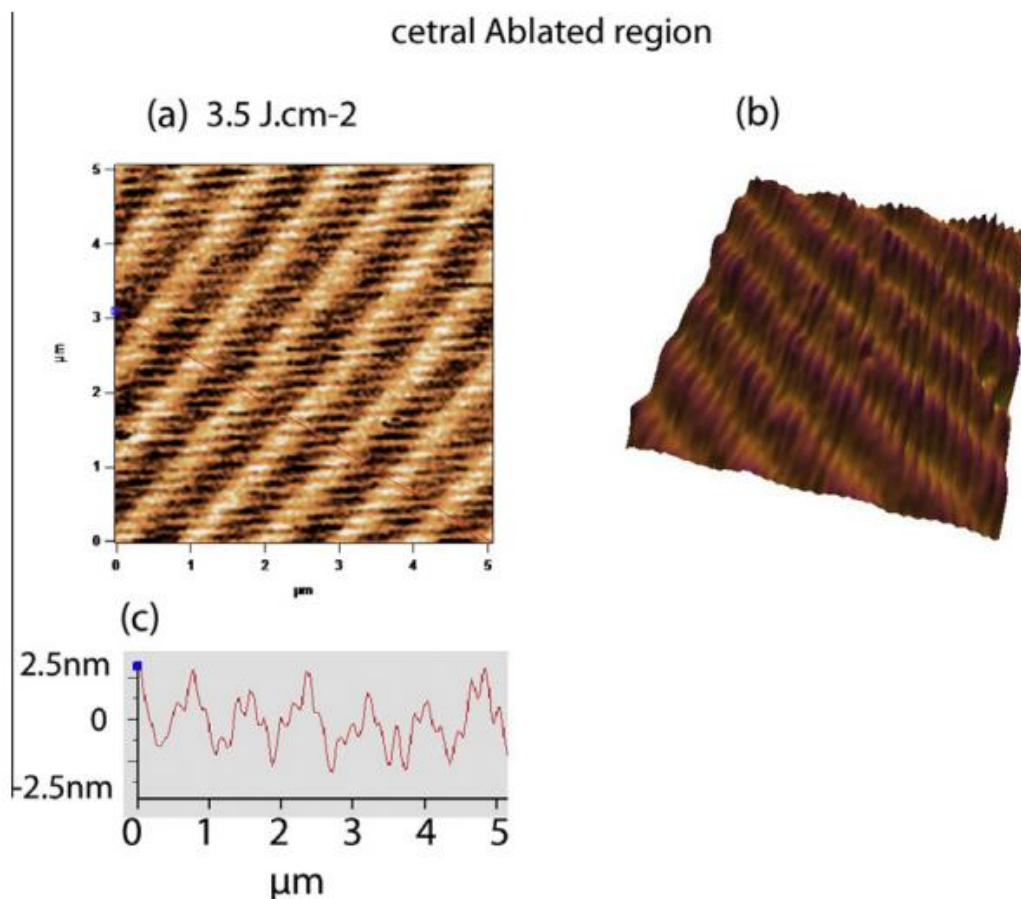 cetral Ablated region
(a) 3.5 J.cm-2
(b)
5
4
3
2
1
0
µm
0 1 2 3 4 5
µm
(c)
2.5nm
0
-2.5nm
0 1 2 3 4 5
µm